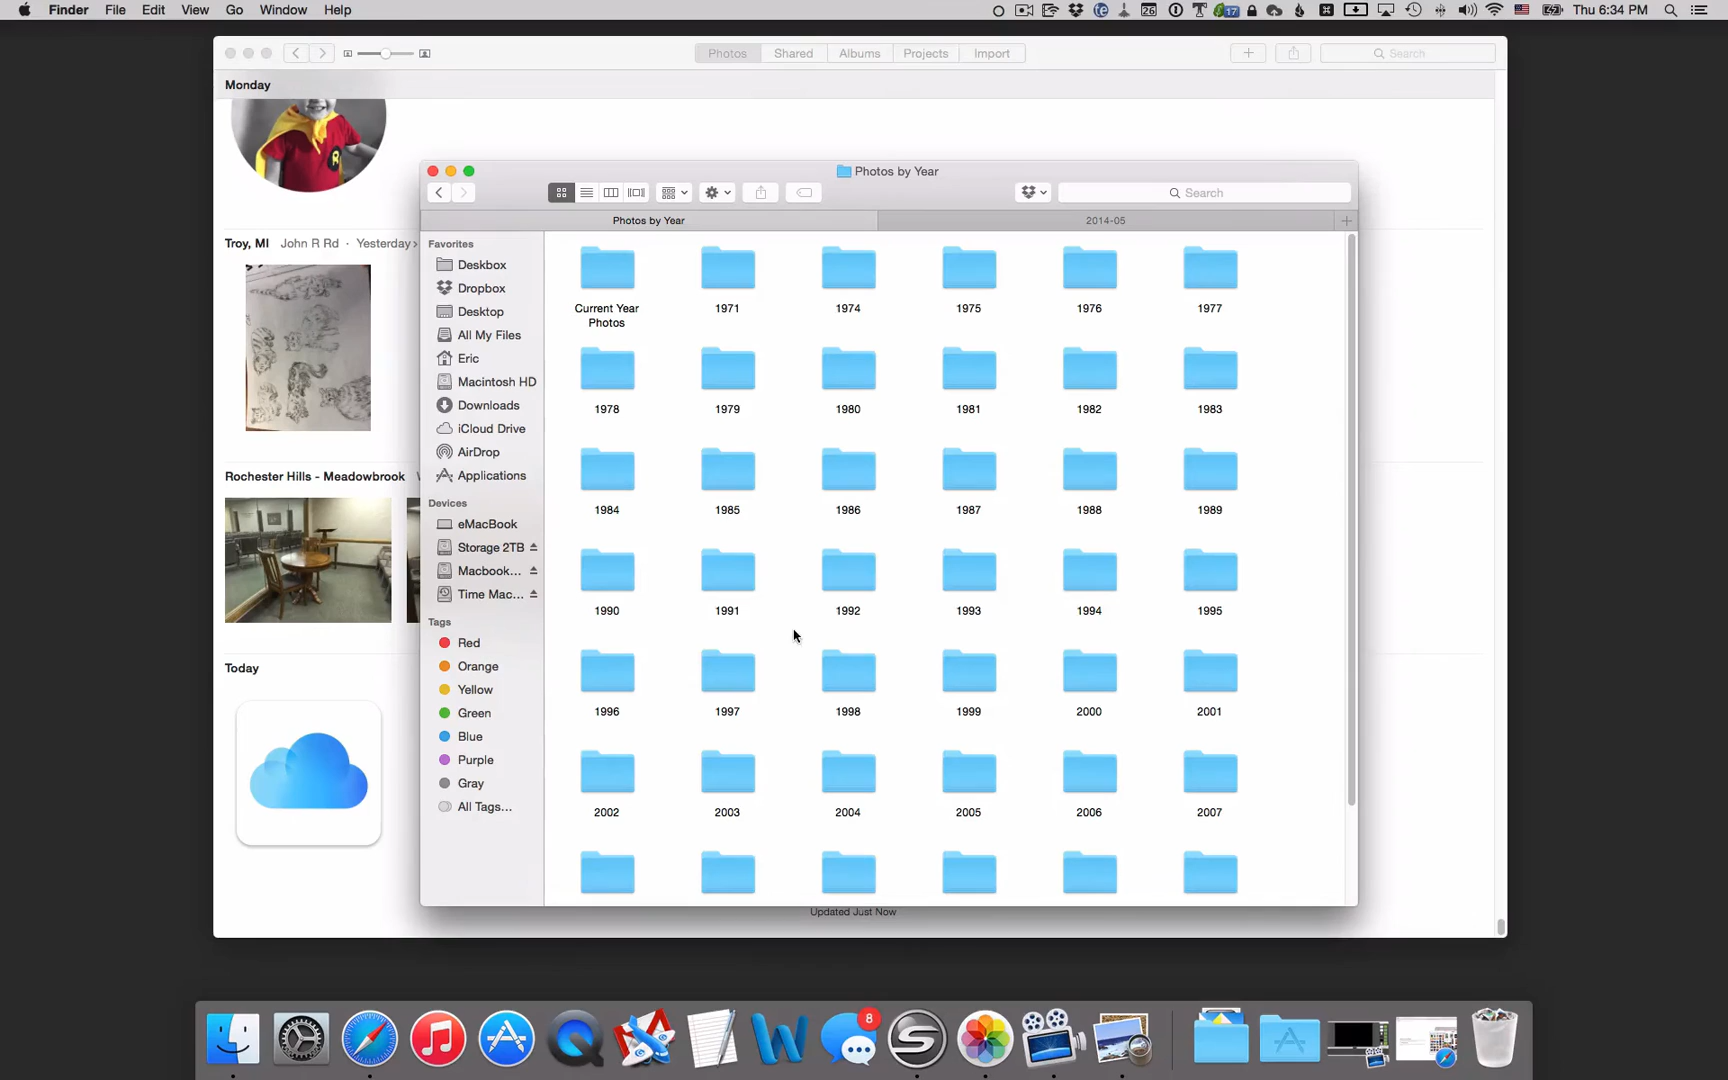 Finder File Edit View Go Window Help
26
17
Thu 6:34 PM
Photos Shared Albums Projects Import
Search
Monday
R
Photos by Year
Search
Photos by Year 2014-05
Troy, MI John R Rd · Yesterday
Rochester Hills - Meadowbrook
Today
Favorites
Deskbox
Dropbox
Desktop
All My Files
Eric
Macintosh HD
Downloads
iCloud Drive
AirDrop
Applications
Devices
eMacBook
Storage 2TB
Macbook...
Time Mac...
Tags
Red
Orange
Yellow
Green
Blue
Purple
Gray
All Tags...
Current Year
Photos
1971 1974 1975 1976 1977
1978 1979 1980 1981 1982 1983
1984 1985 1986 1987 1988 1989
1990 1991 1992 1993 1994 1995
1996 1997 1998 1999 2000 2001
2002 2003 2004 2005 2006 2007
Updated Just Now
8